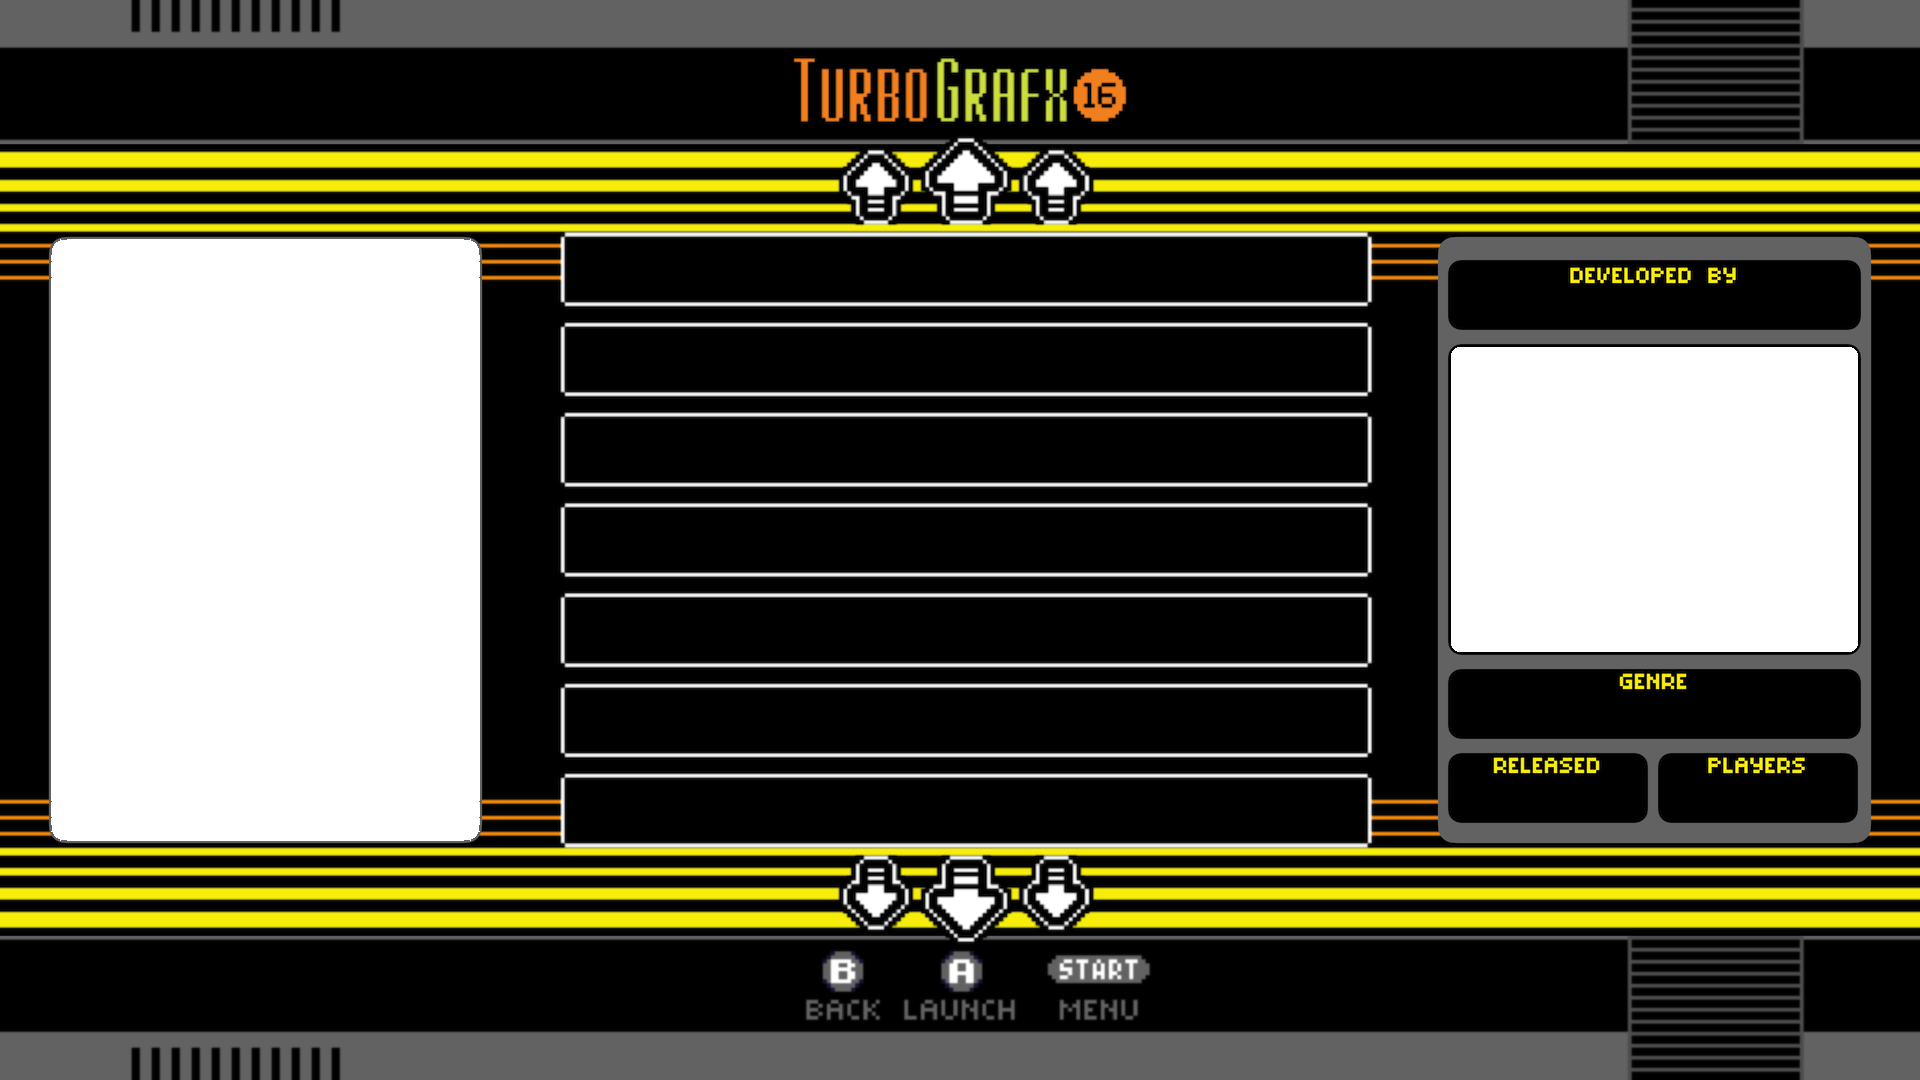 TURBOGRAFX 16
DEVELOPED BY
GENRE
RELEASED
PLAYERS
B A START
BACK LAUNCH MENU